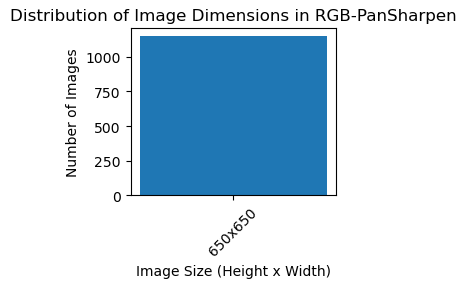 Distribution of Image Dimensions in RGB-PanSharpen
Number of Images
1000
750
500
250
0
650x650
Image Size (Height x Width)